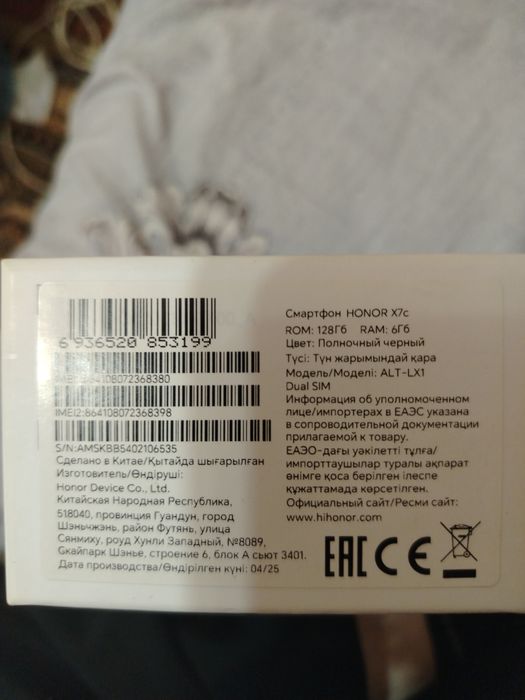 6 936520 853199
IMEI1:864108072368380
IMEI2:864108072368398
S/N:AMSKBB5402106535
Сделано в Китае/Қытайда шығарылған
Изготовитель/Өндіруші:
Honor Device Co., Ltd.
Китайская Народная Республика,
518040, провинция Гуандун, город
Шэньчжэнь, район Футянь, улица
Сянмиху, роуд Хунли Западный, №8089,
Скайпарк Шэнье, строение 6, блок А сьют 3401.
Дата производства/Өндірілген күні: 04/25
Смартфон HONOR X7c
ROM: 128Гб RAM: 6Гб
Цвет: Полночный черный
Түсі: Түн жарымындай қара
Модель/Моделі: ALT-LX1
Dual SIM
Информация об уполномоченном
лице/импортерах в ЕАЭС указана
в сопроводительной документации
прилагаемой к товару.
ЕАЭО-дағы уәкілетті тұлға/
импорттаушылар туралы ақпарат
өнімге қоса берілген ілеспе
құжаттамада көрсетілген.
Официальный сайт/Ресми сайт:
www.hihonor.com
EAC CE